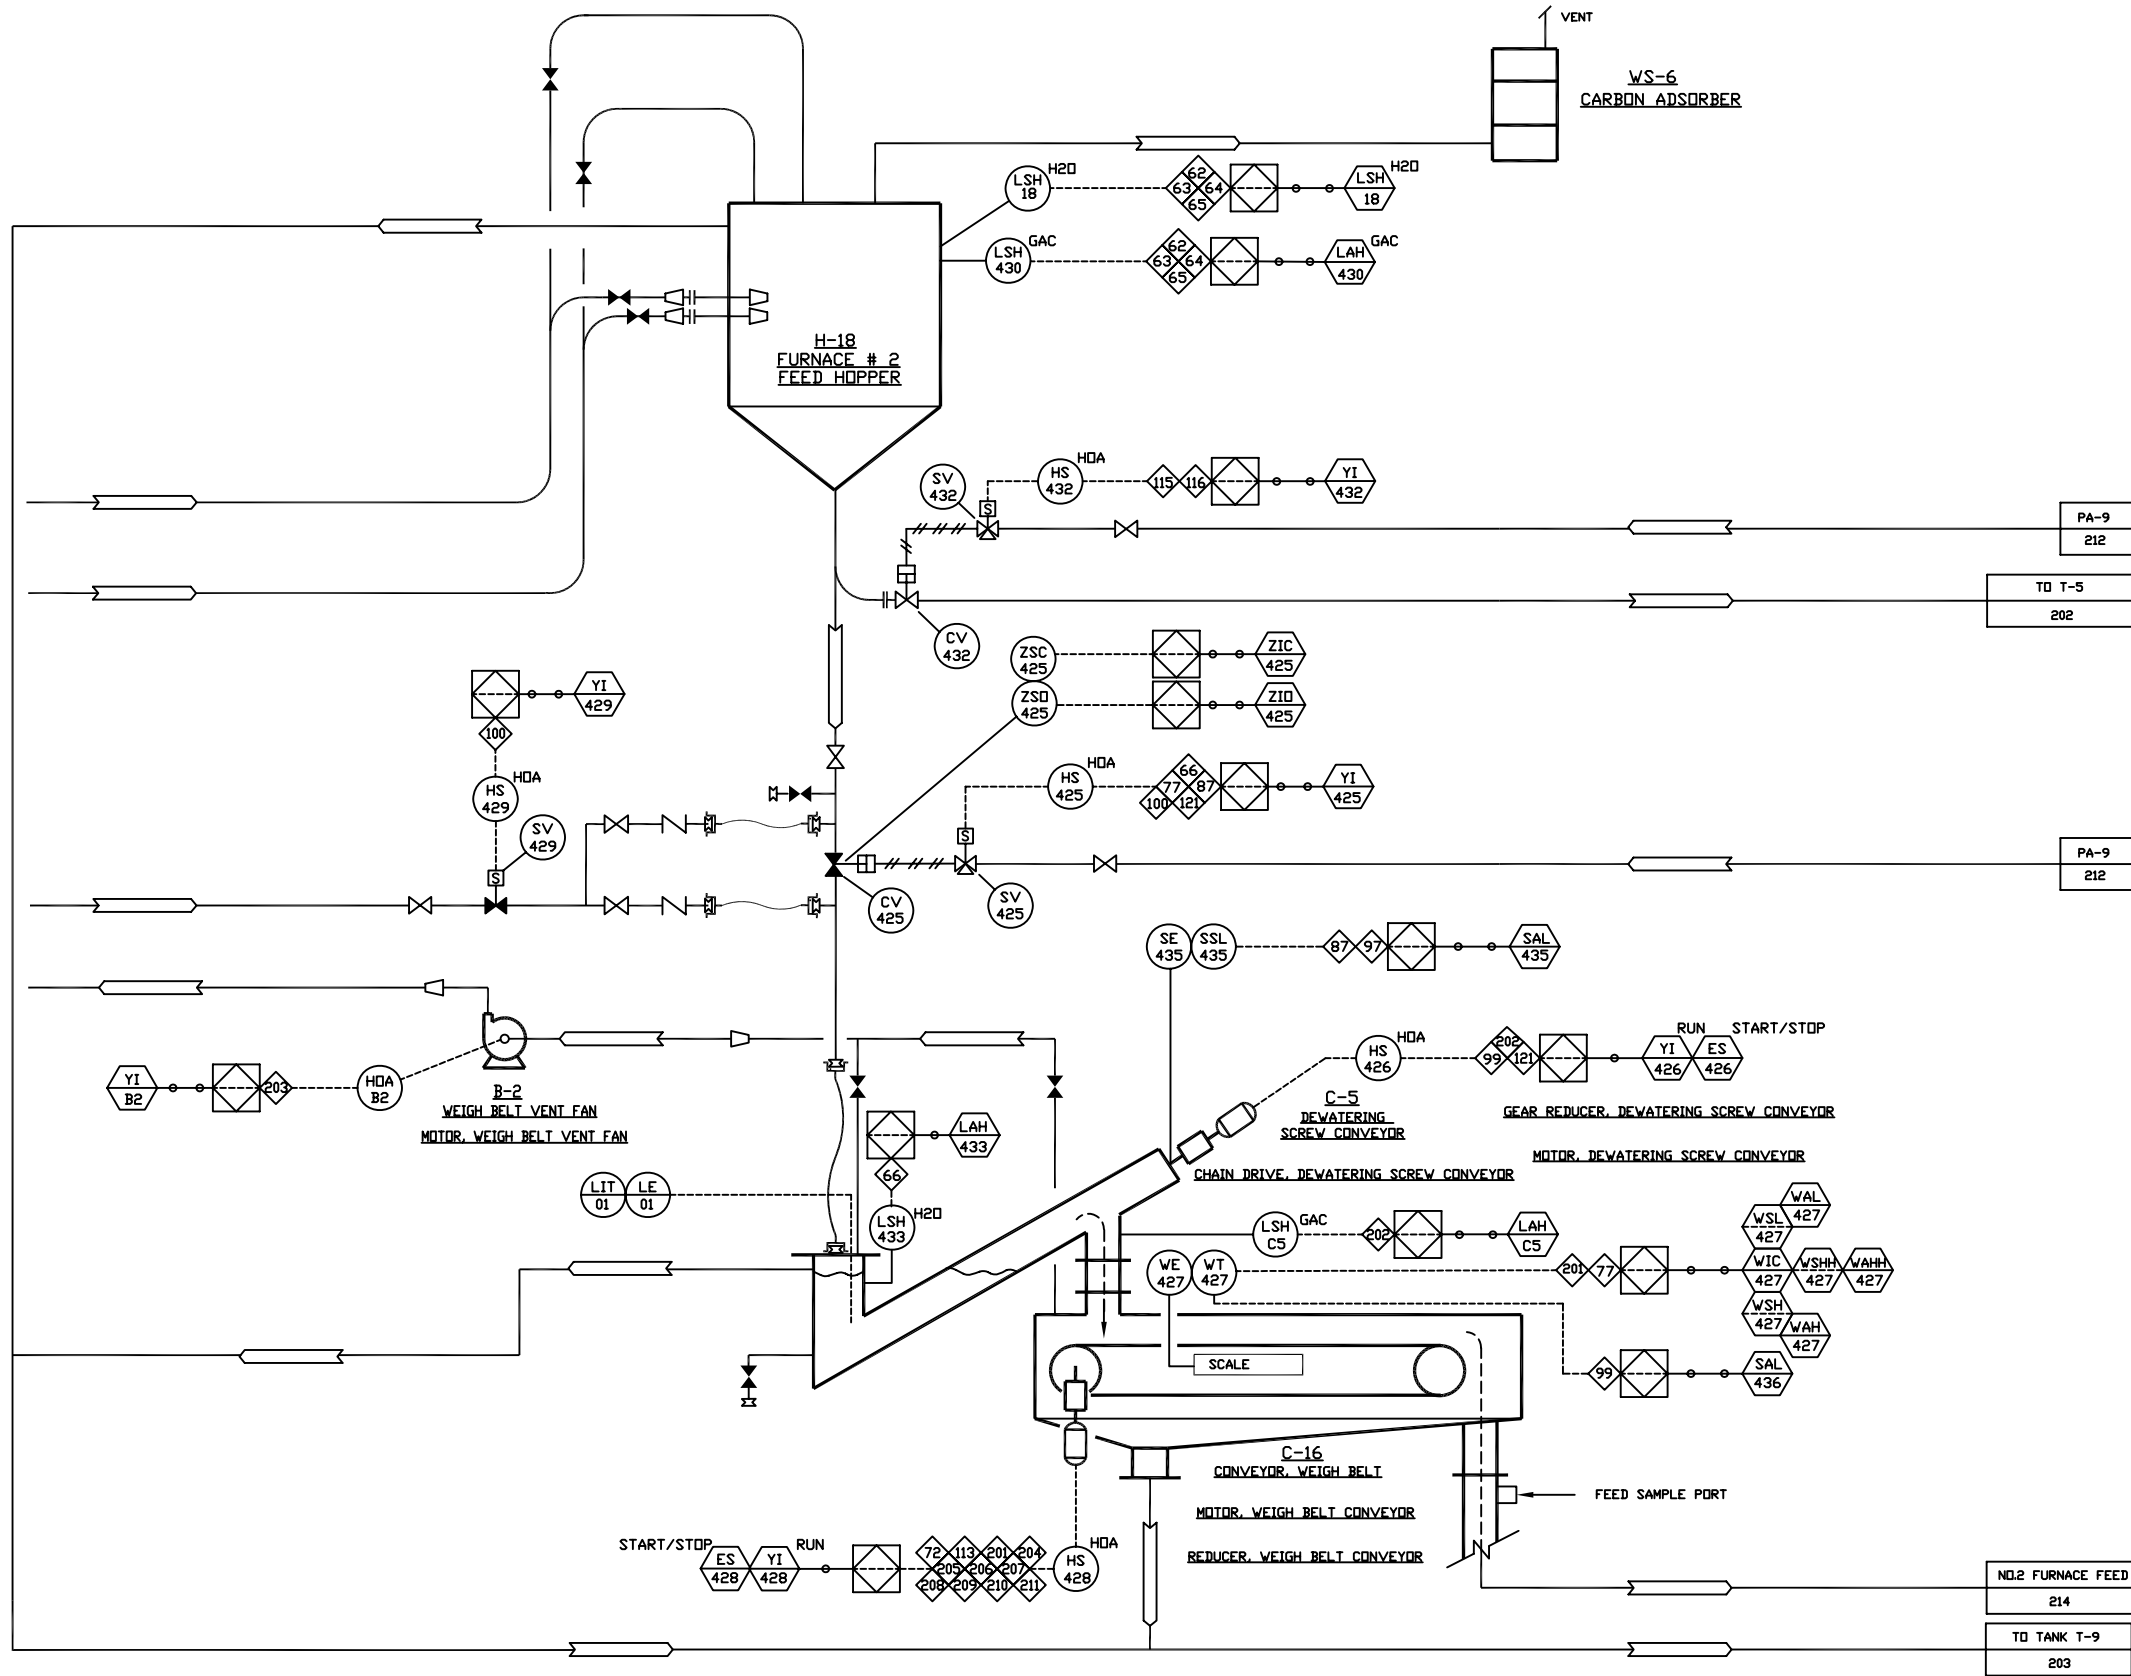 VENT
WS-6
CARBON ADSORBER
LSH
18
H2O
62
63
64
65
LSH
18
H2O
LSH
430
GAC
62
63
64
65
LAH
430
GAC
H-18
FURNACE # 2
FEED HOPPER
SV
432
HS
432
HOA
115
116
YI
432
S
PA-9
212
TO T-5
202
CV
432
ZSC
425
ZIC
425
ZSO
425
ZIO
425
YI
429
100
HS
429
HOA
SV
429
S
HS
425
HOA
66
77
87
100
121
YI
425
S
PA-9
212
CV
425
SV
425
SE
435
SSL
435
87
97
SAL
435
HS
426
HOA
202
99
121
RUN
START/STOP
YI
426
ES
426
YI
B2
203
HOA
B2
B-2
WEIGH BELT VENT FAN
MOTOR, WEIGH BELT VENT FAN
C-5
DEWATERING
SCREW CONVEYOR
GEAR REDUCER, DEWATERING SCREW CONVEYOR
MOTOR, DEWATERING SCREW CONVEYOR
CHAIN DRIVE, DEWATERING SCREW CONVEYOR
LAH
433
66
LIT
01
LE
01
LSH
433
H2O
LSH
C5
GAC
202
LAH
C5
WE
427
WT
427
201
77
WAL
427
WSL
427
WIC
427
WSHH
427
WAHH
427
WSH
427
WAH
427
SCALE
99
SAL
436
C-16
CONVEYOR, WEIGH BELT
MOTOR, WEIGH BELT CONVEYOR
REDUCER, WEIGH BELT CONVEYOR
FEED SAMPLE PORT
START/STOP
ES
428
YI
428
RUN
72
113
201
204
205
206
207
208
209
210
211
HS
428
HOA
NO.2 FURNACE FEED
214
TO TANK T-9
203